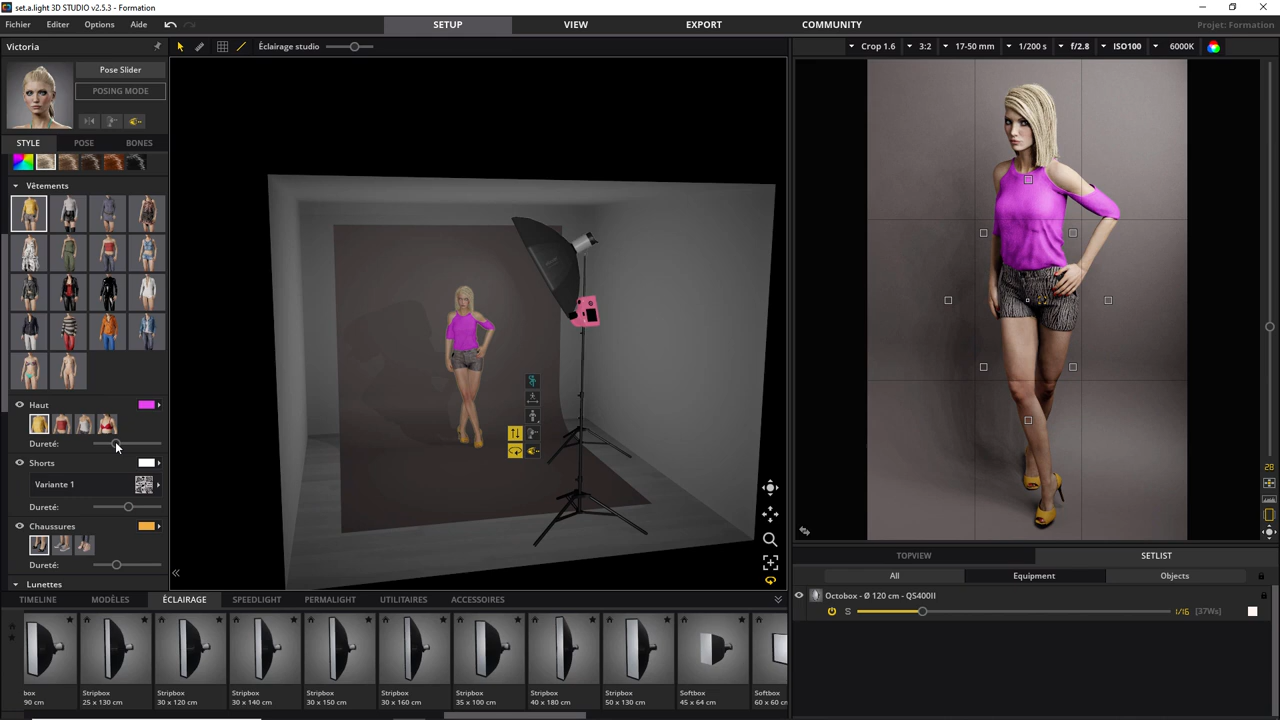 set.a.light 3D STUDIO v2.5.3 - Formation
Fichier Editer Options Aide SETUP VIEW EXPORT COMMUNITY Projet: Formation
Victoria
Éclairage studio
Crop 1.6 3:2 17-50 mm 1/200 s f/2.8 ISO100 6000K
Pose Slider
POSING MODE
STYLE POSE BONES
Vêtements
Haut
Dureté:
Shorts
Variante 1
Dureté:
Chaussures
Dureté:
Lunettes
28
TOPVIEW SETLIST
All Equipment Objects
Octobox - Ø 120 cm - QS400II
S 1/16 [37Ws]
TIMELINE MODÈLES ÉCLAIRAGE SPEEDLIGHT PERMALIGHT UTILITAIRES ACCESSORIES
box
90 cm
Stripbox
25 x 130 cm
Stripbox
30 x 120 cm
Stripbox
30 x 140 cm
Stripbox
30 x 150 cm
Stripbox
30 x 160 cm
Stripbox
35 x 100 cm
Stripbox
40 x 180 cm
Stripbox
50 x 130 cm
Softbox
45 x 64 cm
Softbox
60 x 60 c